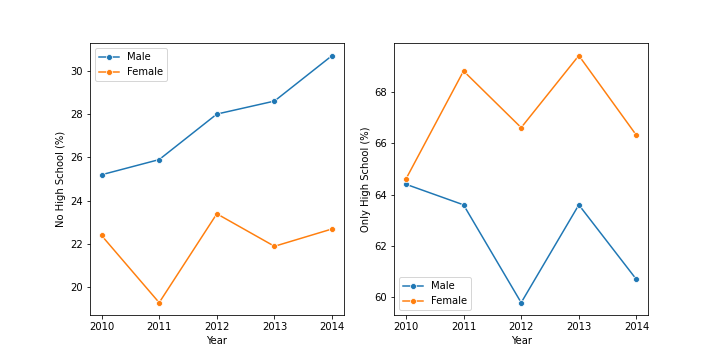 Male
Female
No High School (%)
30
28
26
24
22
20
2010 2011 2012 2013 2014
Year
Only High School (%)
68
66
64
62
60
Male
Female
2010 2011 2012 2013 2014
Year